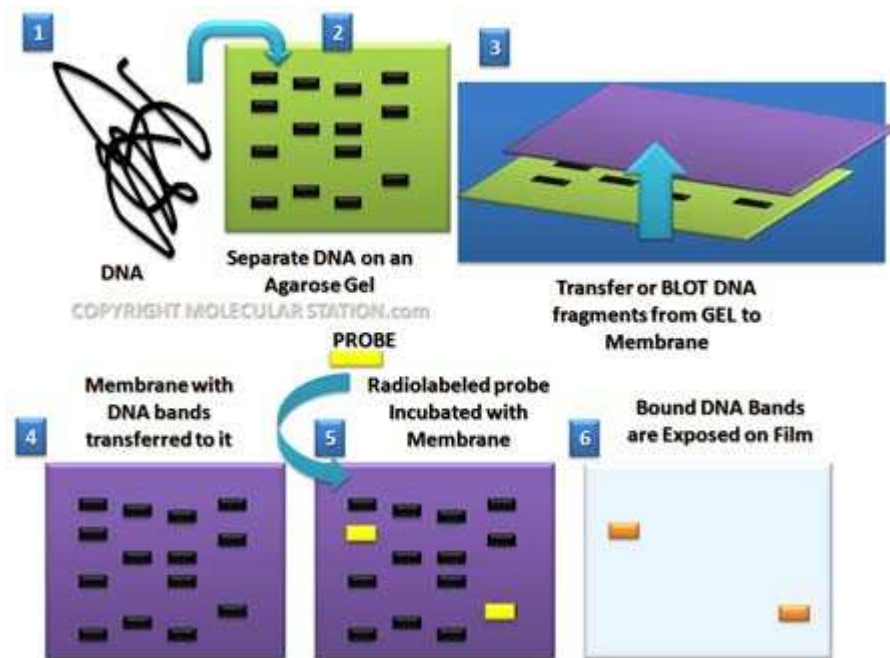 1
2
3
DNA
Separate DNA on an
Agarose Gel
COPYRIGHT MOLECULAR STATION.com
Transfer or BLOT DNA
fragments from GEL to
Membrane
PROBE
Membrane with
DNA bands
transferred to it
Radiolabeled probe
Incubated with
Membrane
Bound DNA Bands
are Exposed on Film
4
5
6